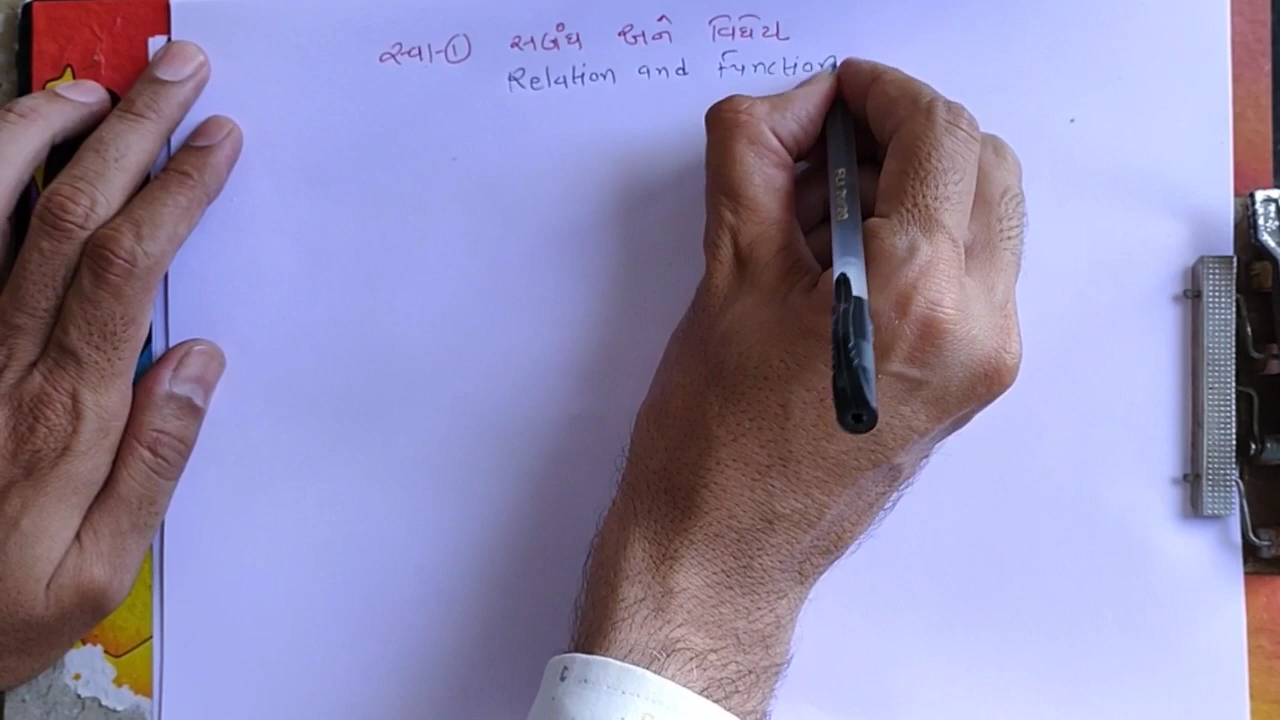 સ્વા-① સબંધ અને વિધેય
Relation and function